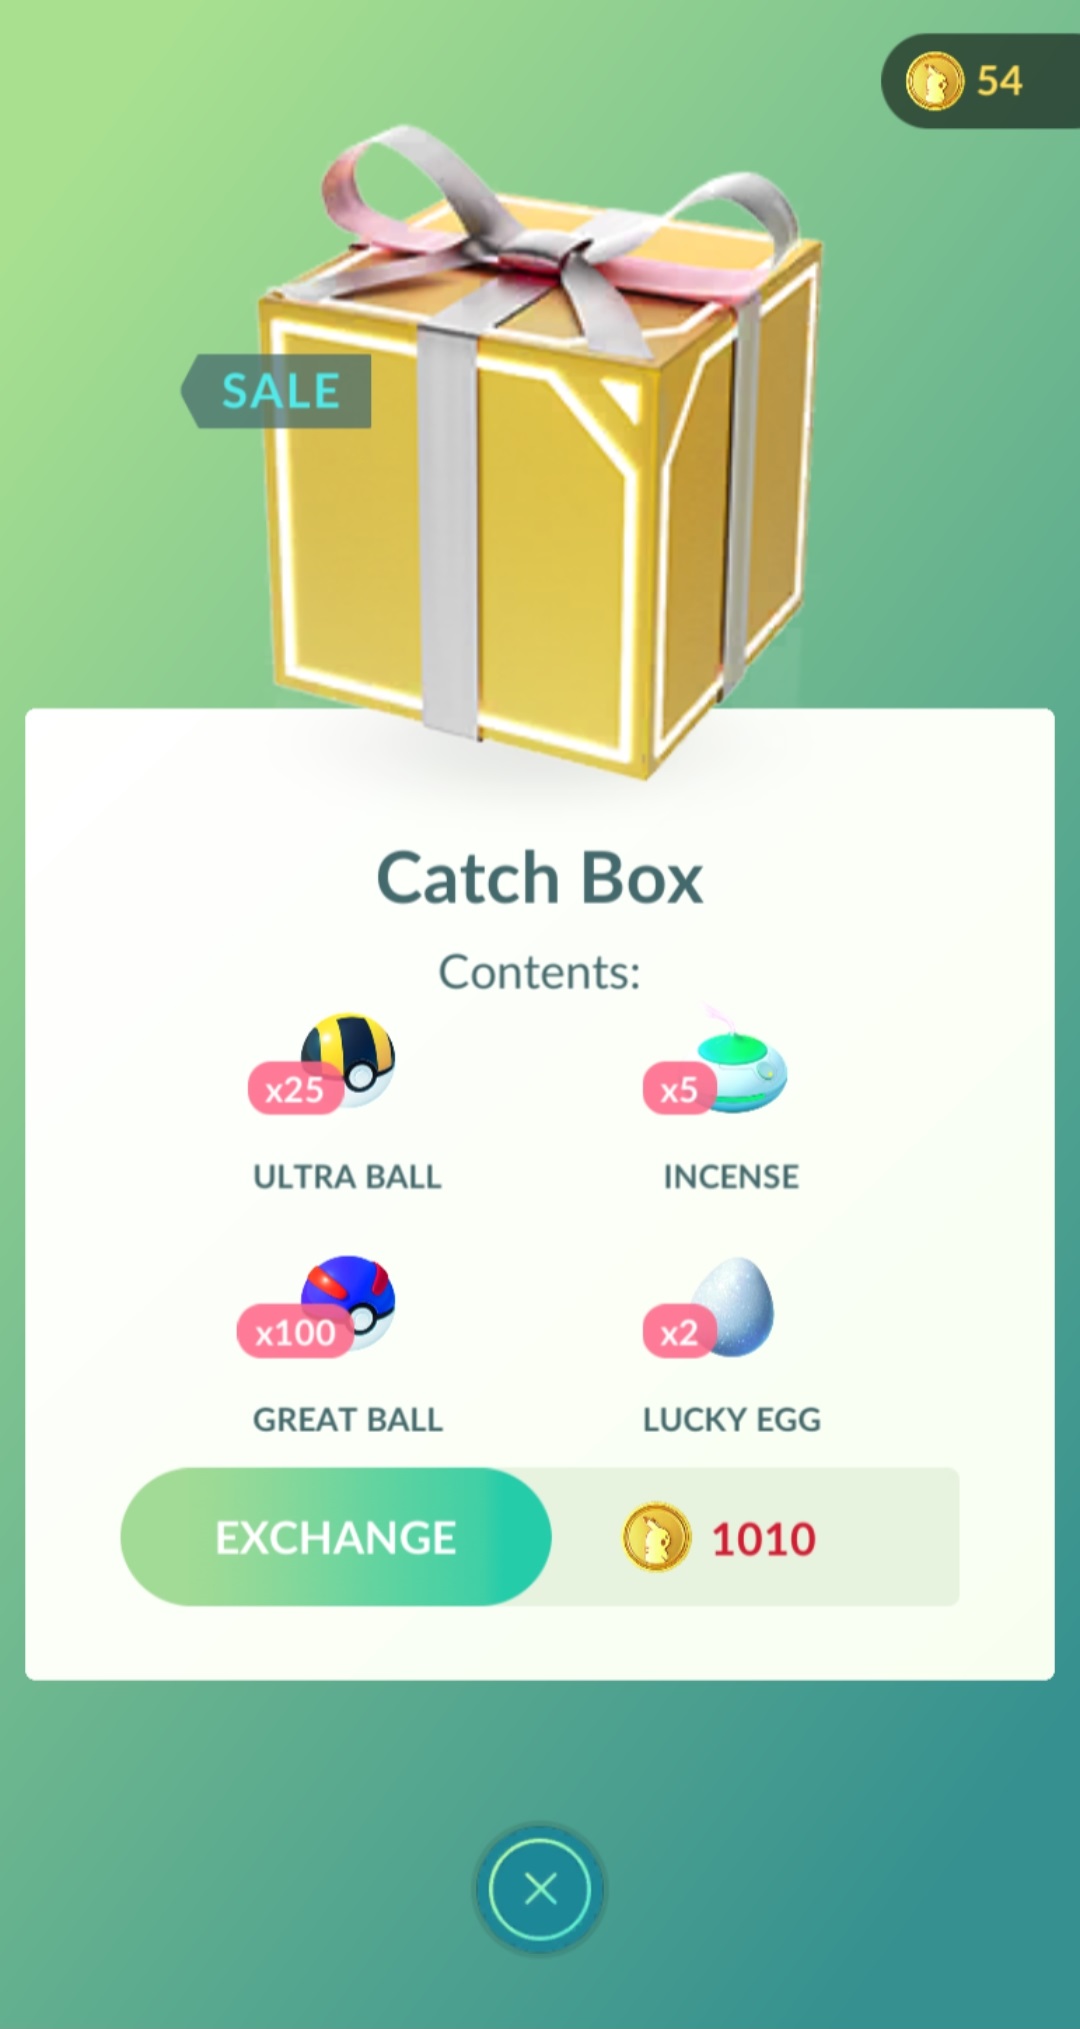 54
SALE
Catch Box
Contents:
x25
x5
ULTRA BALL
INCENSE
x100
x2
GREAT BALL
LUCKY EGG
EXCHANGE
1010